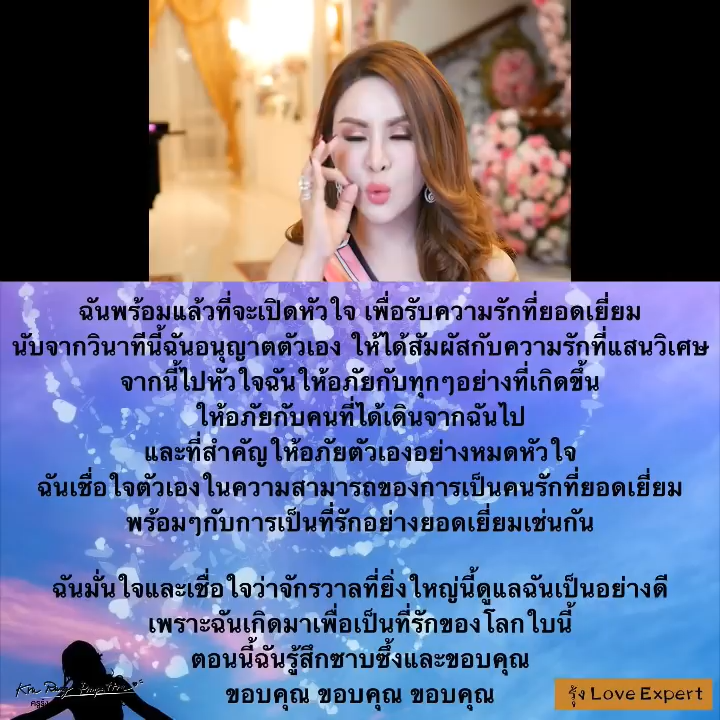 ฉันพร้อมแล้วที่จะเปิดหัวใจ เพื่อรับความรักที่ยอดเยี่ยม
นับจากวินาทีนี้ฉันอนุญาตตัวเอง ให้ได้สัมผัสกับความรักที่แสนวิเศษ
จากนี้ไปหัวใจฉันให้อภัยกับทุกๆอย่างที่เกิดขึ้น
ให้อภัยกับคนที่ได้เดินจากฉันไป
และที่สำคัญให้อภัยตัวเองอย่างหมดหัวใจ
ฉันเชื่อใจตัวเองในความสามารถของการเป็นคนรักที่ยอดเยี่ยม
พร้อมๆกับการเป็นที่รักอย่างยอดเยี่ยมเช่นกัน
ฉันมั่นใจและเชื่อใจว่าจักรวาลที่ยิ่งใหญ่นี้ดูแลฉันเป็นอย่างดี
เพราะฉันเกิดมาเพื่อเป็นที่รักของโลกใบนี้
ตอนนี้ฉันรู้สึกซาบซึ้งและขอบคุณ
ขอบคุณ ขอบคุณ ขอบคุณ
ครูรุ้ง
รุ้ง Love Expert